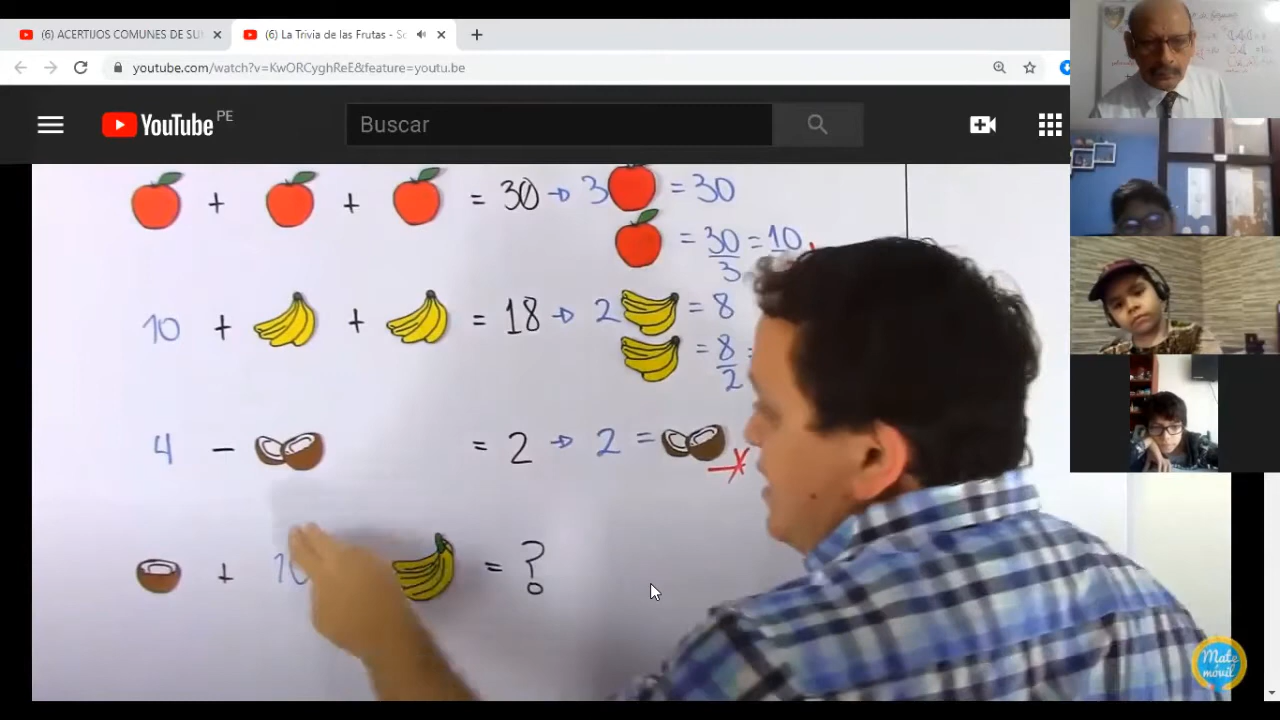 (6) ACERTIJOS COMUNES DE SU
(6) La Trivia de las Frutas - So
youtube.com/watch?v=KwORCyghReE&feature=youtu.be
YouTube PE
Buscar
+ + = 30 → 3 = 30
= 30/3 = 10
10 + + = 18 → 2 = 8
= 8/2 =
4 - = 2 → 2 =
+ 10 = ?
Mate móvil